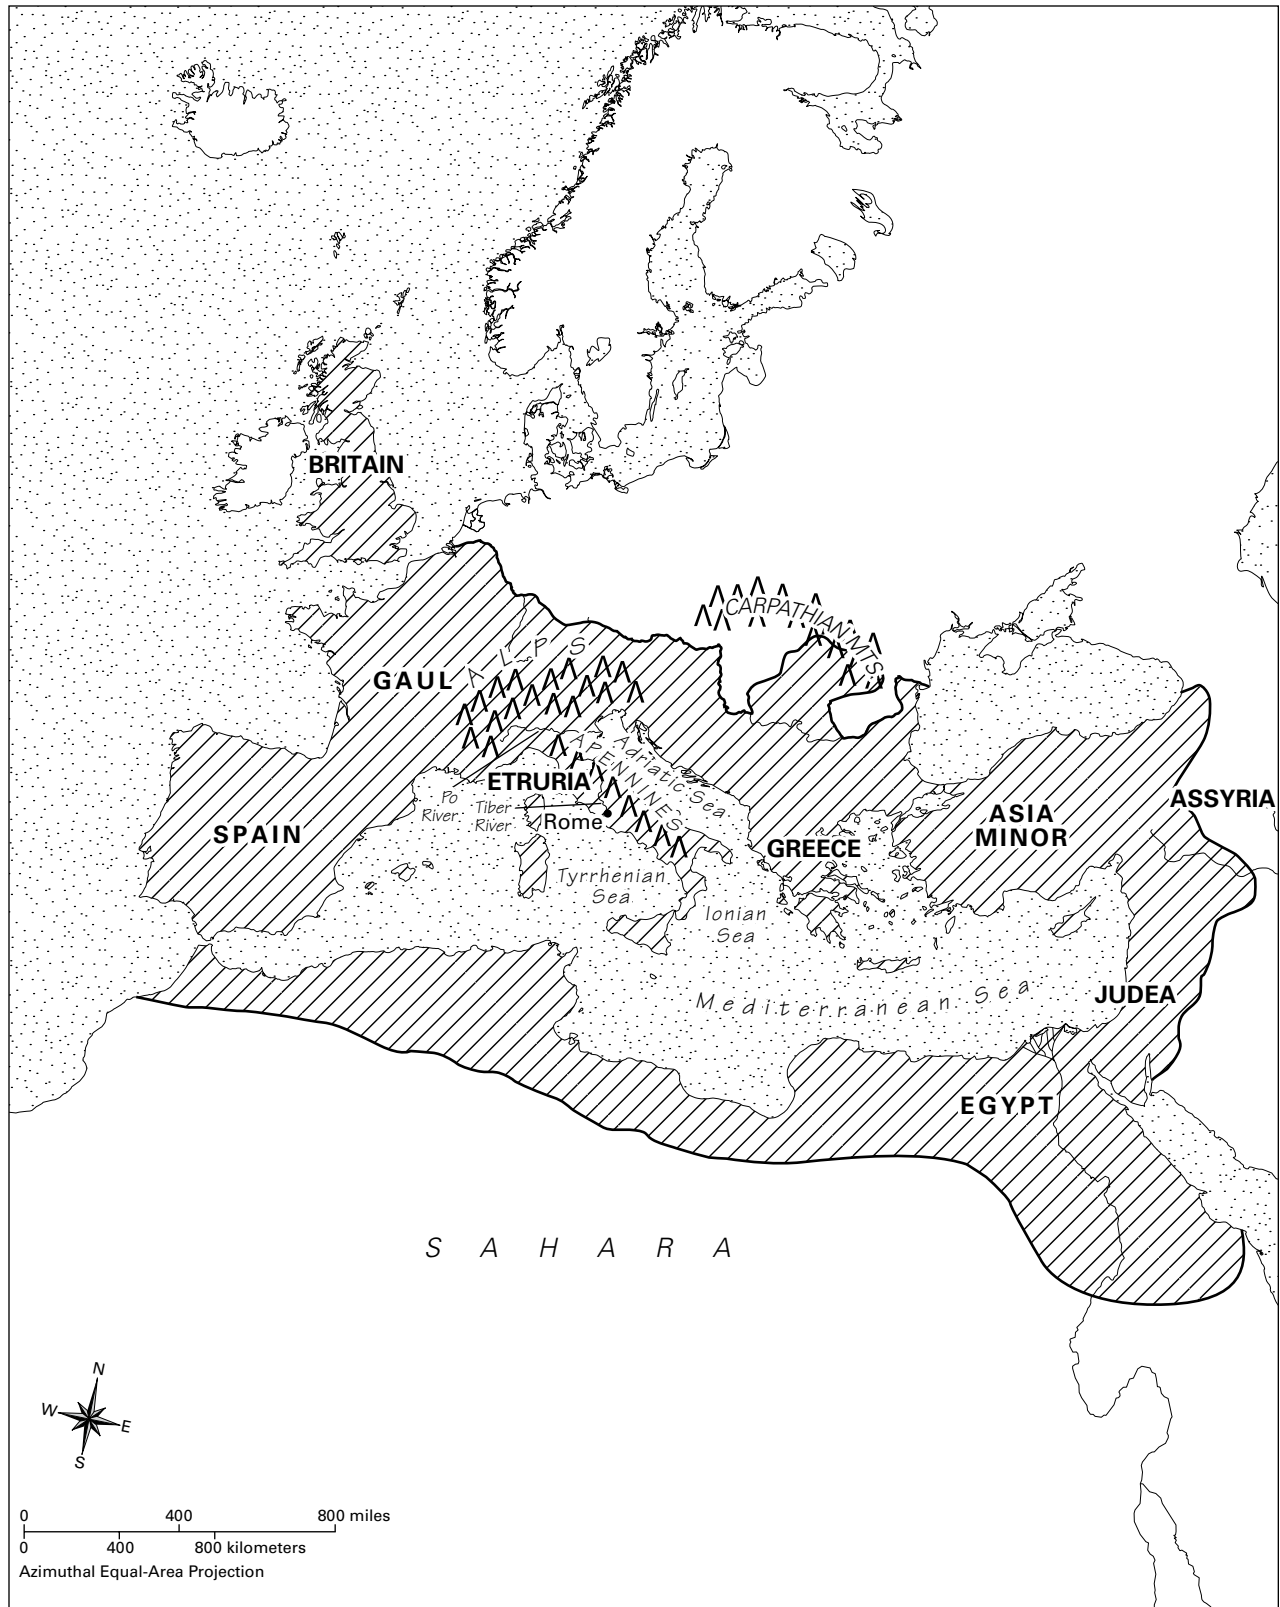 BRITAIN
CARPATHIAN MTS.
ALPS
GAUL
APENNINES
Adriatic Sea
ETRURIA
Po
River
Tiber
River
Rome
SPAIN
ASSYRIA
ASIA
MINOR
GREECE
Tyrrhenian
Sea
Ionian
Sea
Mediterranean Sea
JUDEA
EGYPT
SAHARA
N
W
E
S
0 400 800 miles
0 400 800 kilometers
Azimuthal Equal-Area Projection